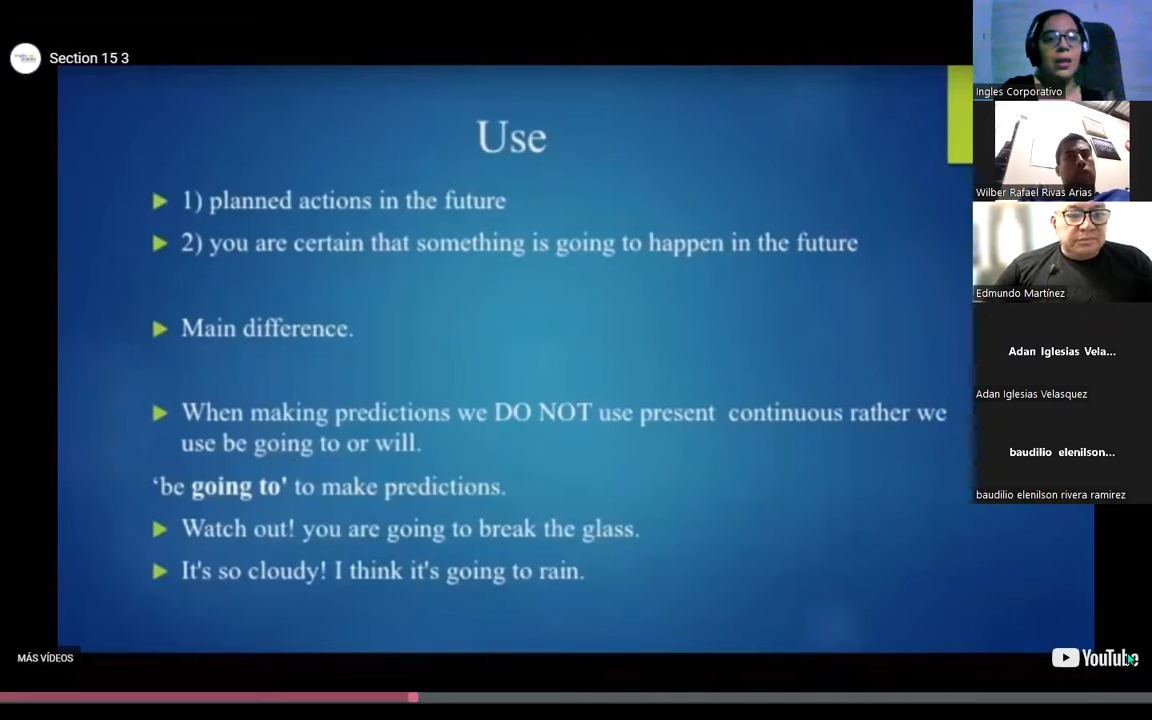 Section 15 3
Use
1) planned actions in the future
2) you are certain that something is going to happen in the future
Main difference.
When making predictions we DO NOT use present continuous rather we
use be going to or will.
'be going to' to make predictions.
Watch out! you are going to break the glass.
It's so cloudy! I think it's going to rain.
MÁS VÍDEOS
YouTube
Ingles Corporativo
Wilber Rafael Rivas Arias
Edmundo Martínez
Adan Iglesias Vela...
Adan Iglesias Velasquez
baudilio elenilson...
baudilio elenilson rivera ramirez